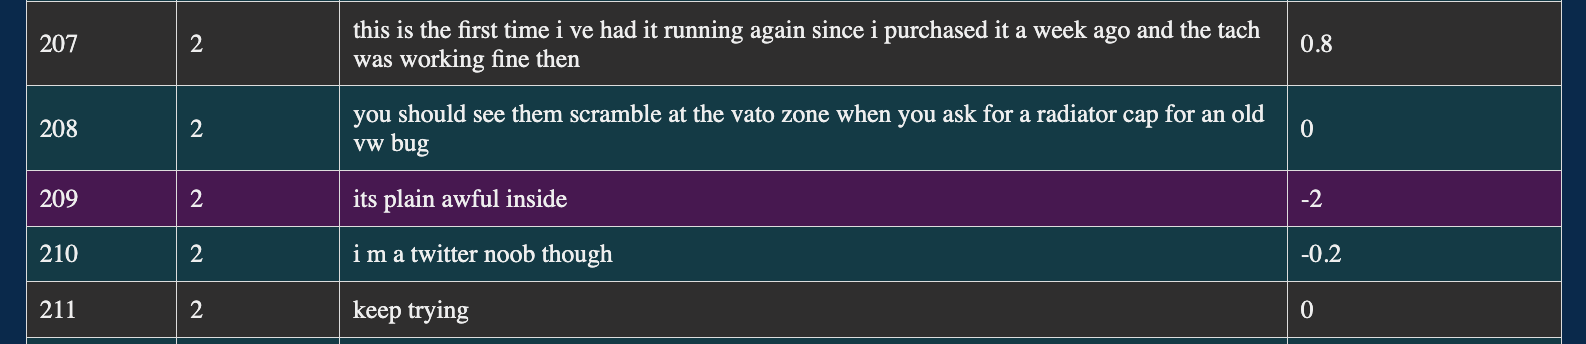 207 2 this is the first time i ve had it running again since i purchased it a week ago and the tach 0.8
was working fine then
208 2 you should see them scramble at the vato zone when you ask for a radiator cap for an old 0
vw bug
209 2 its plain awful inside -2
210 2 i m a twitter noob though -0.2
211 2 keep trying 0